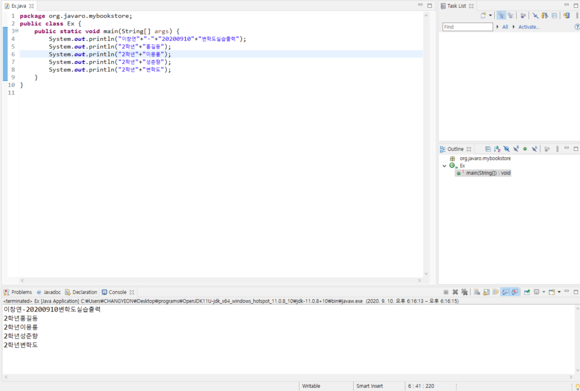 Ex.java
1 package org.javaro.mybookstore;
2 public class Ex {
3 public static void main(String[] args) {
4 System.out.println("이창연"+"-"+"20200910"+"변학도실습출력");
5 System.out.println("2학년"+"홍길동");
6 System.out.println("2학년"+"이몽룡");
7 System.out.println("2학년"+"성춘향");
8 System.out.println("2학년"+"변학도");
9 }
10 }
11
Task List
Find
All
Activate...
Outline
org.javaro.mybookstore
Ex
main(String[]) : void
Problems
Javadoc
Declaration
Console
<terminated> Ex [Java Application] C:₩Users₩CHANGYEON₩Desktop₩programs₩OpenJDK11U-jdk_x64_windows_hotspot_11.0.8_10₩jdk-11.0.8+10₩bin₩javaw.exe (2020. 9. 10. 오후 6:16:13 – 오후 6:16:15)
이창연-20200910변학도실습출력
2학년홍길동
2학년이몽룡
2학년성춘향
2학년변학도
Writable
Smart Insert
6 : 41 : 220